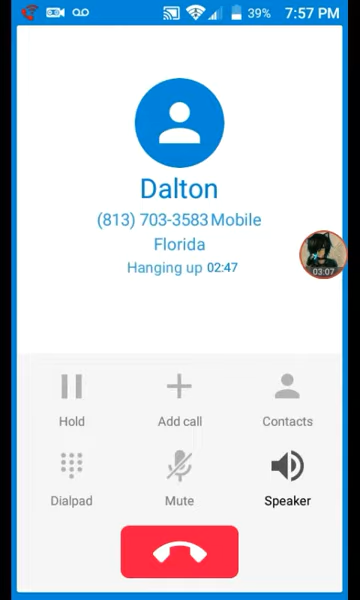 39% 7:57 PM
Dalton
(813) 703-3583 Mobile
Florida
Hanging up 02:47
03:07
Hold Add call Contacts
Dialpad Mute Speaker